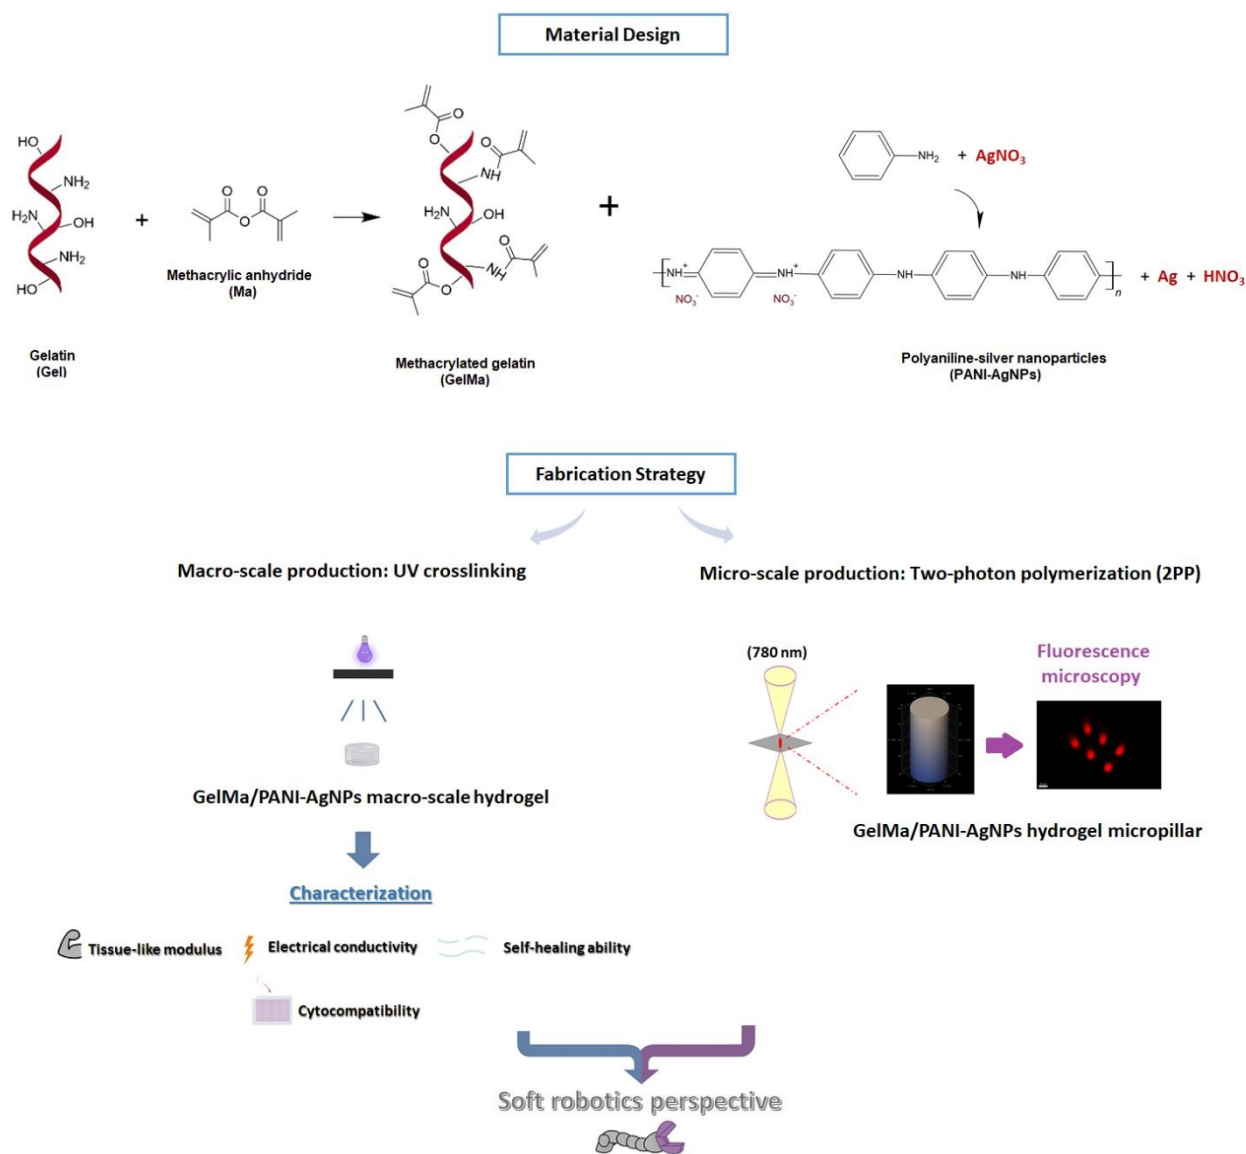 Material Design
HO
NH₂
H₂N
OH
NH₂
HO
Gelatin
(Gel)
+
O O
O
Methacrylic anhydride
(Ma)
O
O
O
NH
H₂N
OH
O
O
O
NH
Methacrylated gelatin
(GelMa)
+
NH₂ + AgNO₃
NH⁺ NH⁺ NH NH n + Ag + HNO₃
NO₃⁻ NO₃⁻
Polyaniline-silver nanoparticles
(PANI-AgNPs)
Fabrication Strategy
Macro-scale production: UV crosslinking
GelMa/PANI-AgNPs macro-scale hydrogel
Characterization
Tissue-like modulus
Electrical conductivity
Self-healing ability
Cytocompatibility
Micro-scale production: Two-photon polymerization (2PP)
(780 nm)
Fluorescence
microscopy
GelMa/PANI-AgNPs hydrogel micropillar
Soft robotics perspective